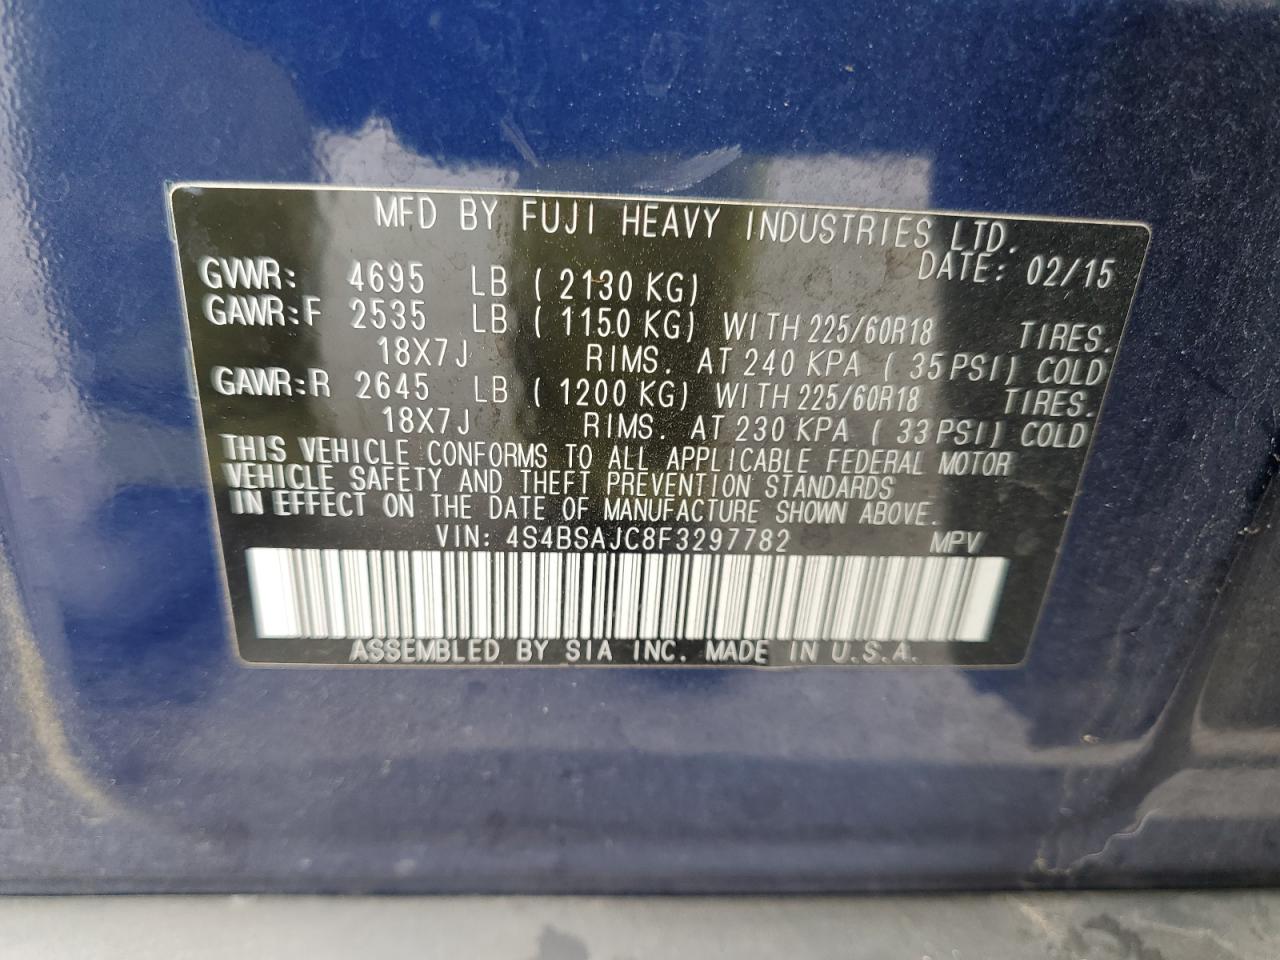 MFD BY FUJI HEAVY INDUSTRIES LTD.
DATE: 02/15
GVWR: 4695 LB ( 2130 KG)
GAWR:F 2535 LB ( 1150 KG) WITH 225/60R18 TIRES.
18X7J RIMS. AT 240 KPA ( 35 PSI) COLD
GAWR:R 2645 LB ( 1200 KG) WITH 225/60R18 TIRES.
18X7J RIMS. AT 230 KPA ( 33 PSI) COLD
THIS VEHICLE CONFORMS TO ALL APPLICABLE FEDERAL MOTOR
VEHICLE SAFETY AND THEFT PREVENTION STANDARDS
IN EFFECT ON THE DATE OF MANUFACTURE SHOWN ABOVE.
VIN: 4S4BSAJC8F3297782 MPV
ASSEMBLED BY SIA INC. MADE IN U.S.A.